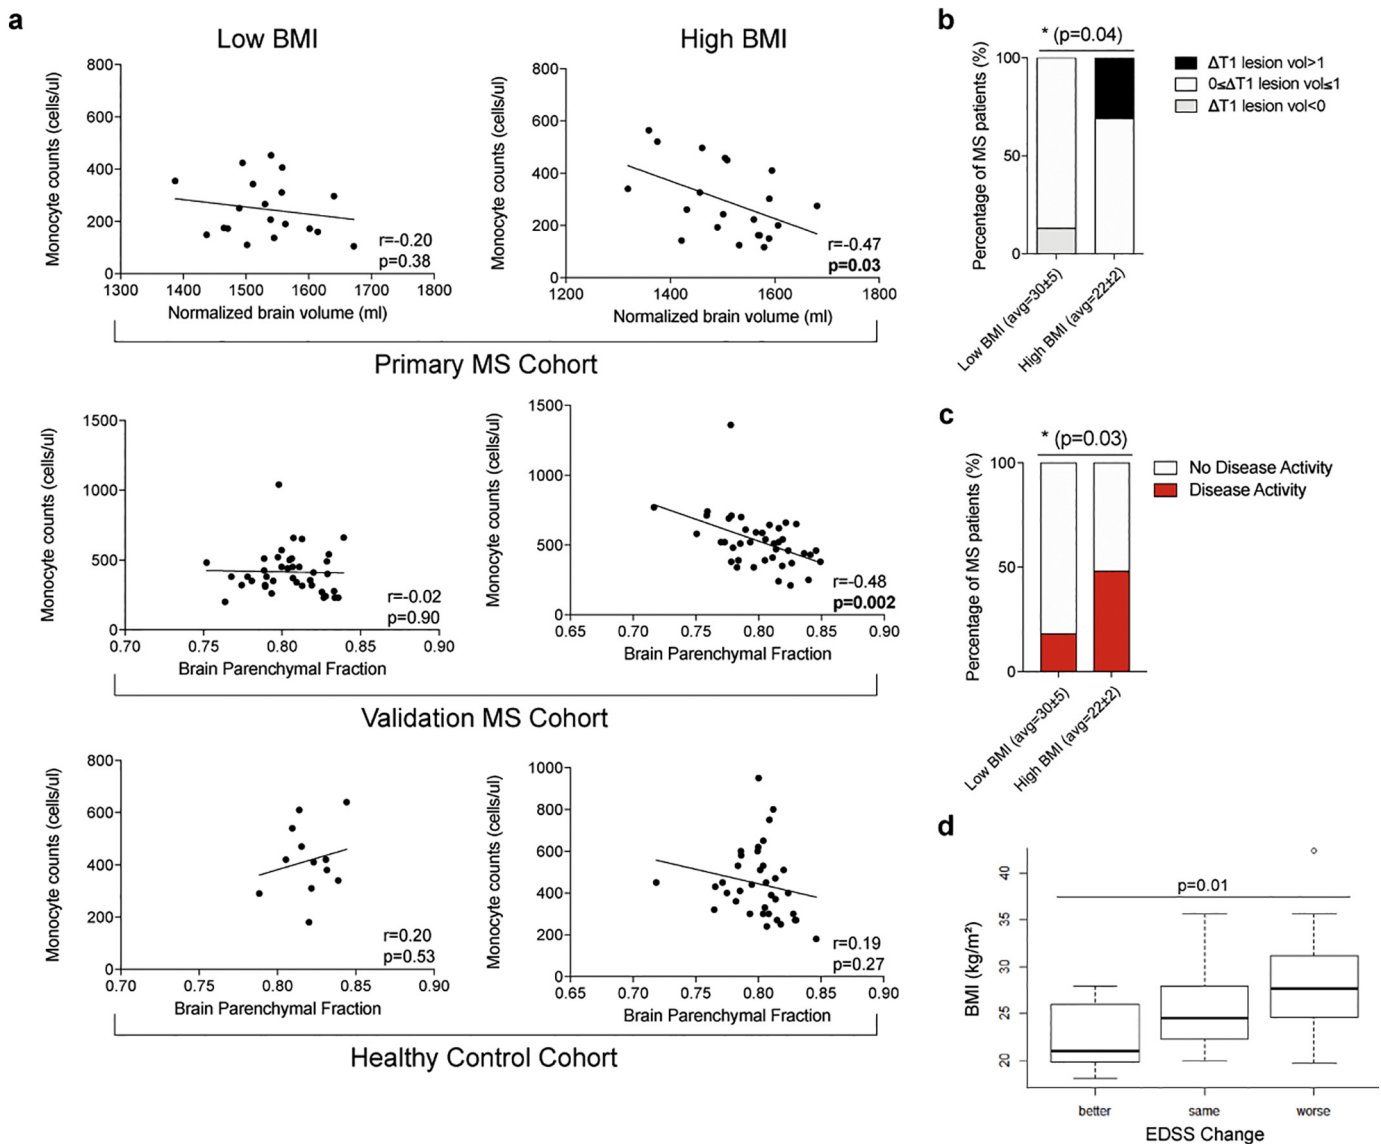 a
Low BMI
High BMI
Monocyte counts (cells/ul)
800
600
400
200
0
1300 1400 1500 1600 1700 1800
Normalized brain volume (ml)
r=-0.20
p=0.38
Monocyte counts (cells/ul)
800
600
400
200
0
1200 1400 1600 1800
Normalized brain volume (ml)
r=-0.47
p=0.03
Primary MS Cohort
Monocyte counts (cells/ul)
1500
1000
500
0
0.70 0.75 0.80 0.85 0.90
Brain Parenchymal Fraction
r=-0.02
p=0.90
Monocyte counts (cells/ul)
1500
1000
500
0
0.65 0.70 0.75 0.80 0.85 0.90
Brain Parenchymal Fraction
r=-0.48
p=0.002
Validation MS Cohort
Monocyte counts (cells/ul)
800
600
400
200
0
0.70 0.75 0.80 0.85 0.90
Brain Parenchymal Fraction
r=0.20
p=0.53
Monocyte counts (cells/ul)
1000
800
600
400
200
0
0.65 0.70 0.75 0.80 0.85 0.90
Brain Parenchymal Fraction
r=0.19
p=0.27
Healthy Control Cohort
b
* (p=0.04)
Percentage of MS patients (%)
100
50
0
Low BMI (avg=30±5)
High BMI (avg=22±2)
ΔT1 lesion vol>1
0≤ΔT1 lesion vol≤1
ΔT1 lesion vol<0
c
* (p=0.03)
Percentage of MS patients (%)
100
50
0
Low BMI (avg=30±5)
High BMI (avg=22±2)
No Disease Activity
Disease Activity
d
p=0.01
BMI (kg/m²)
40
35
30
25
20
better same worse
EDSS Change